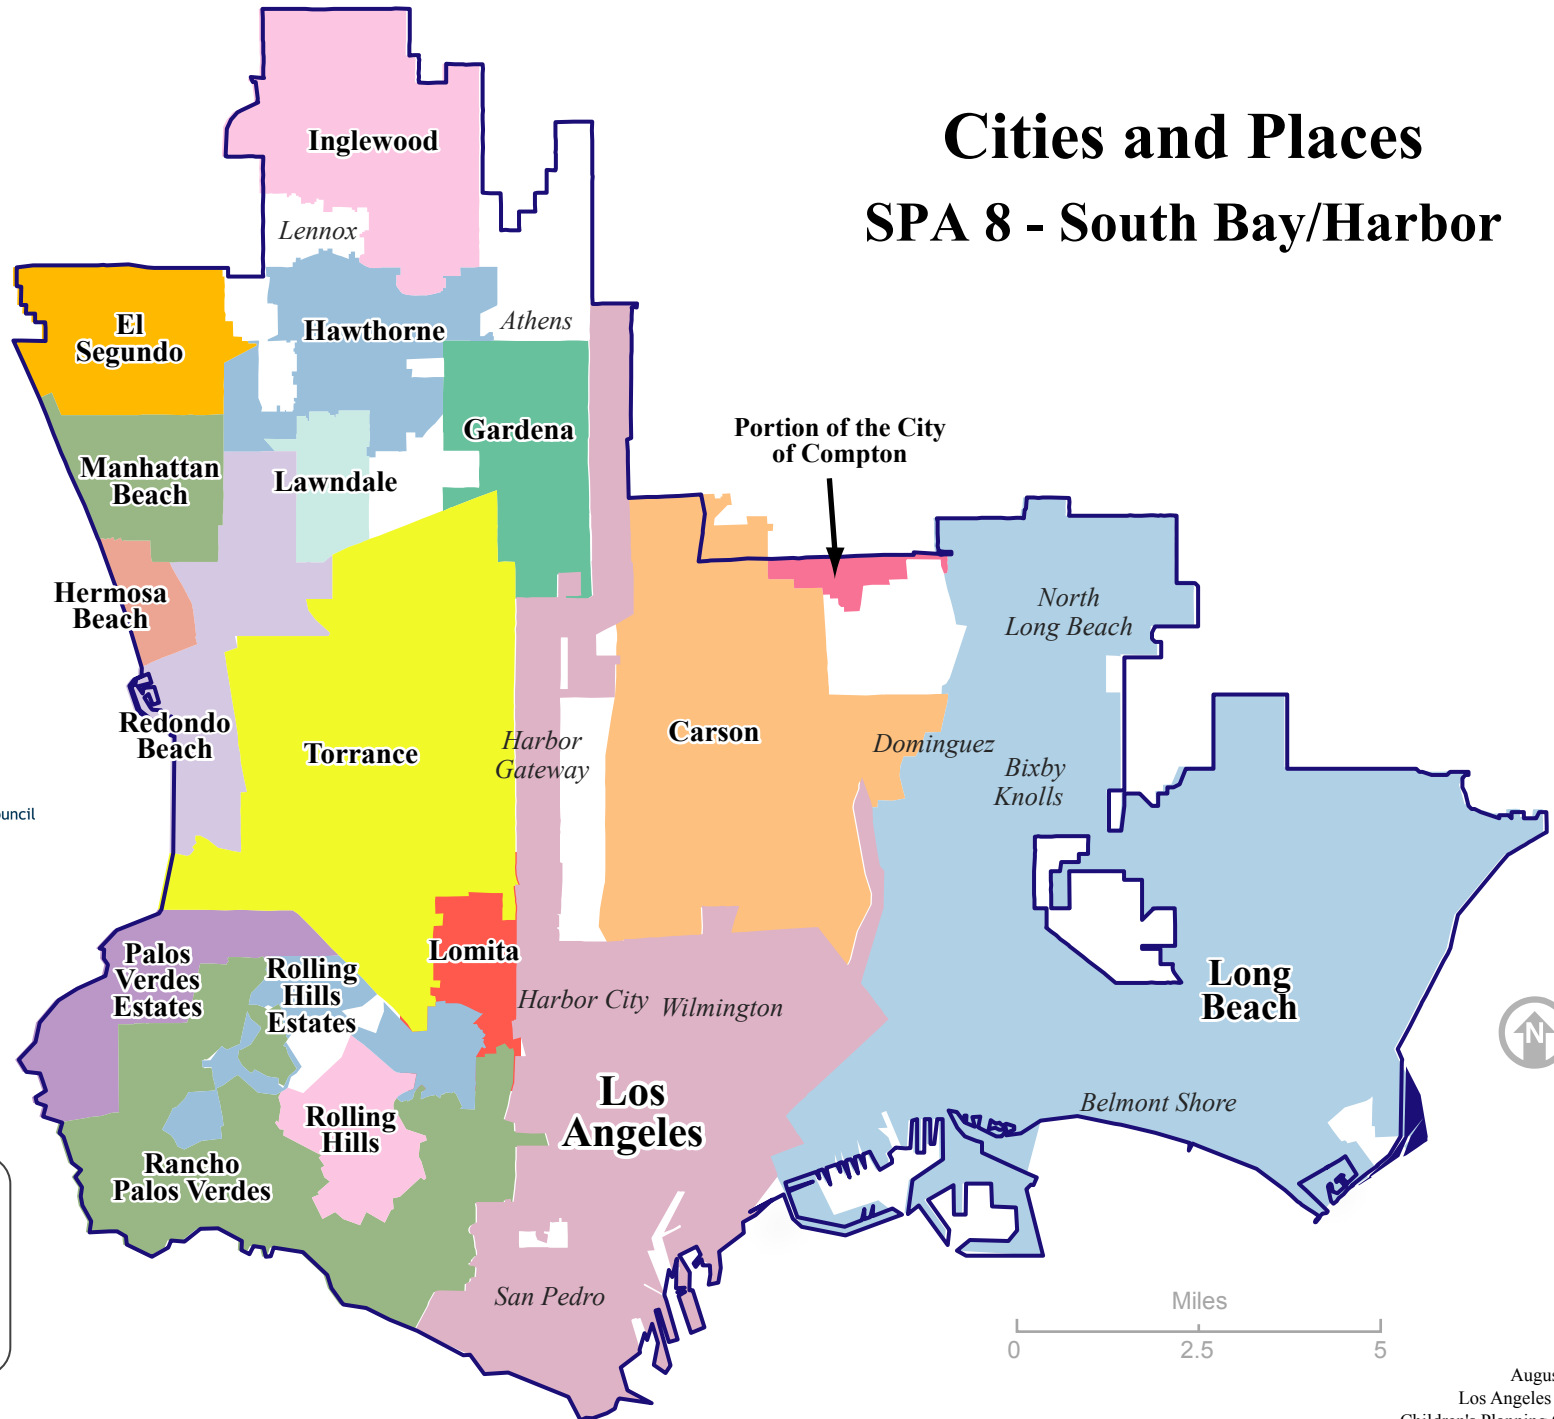 Cities and Places
SPA 8 - South Bay/Harbor
Inglewood
Lennox
El
Segundo
Hawthorne
Athens
Gardena
Portion of the City
of Compton
Manhattan
Beach
Lawndale
Hermosa
Beach
North
Long Beach
Redondo
Beach
Torrance
Harbor
Gateway
Carson
Dominguez
Bixby
Knolls
Palos
Verdes
Estates
Rolling
Hills
Estates
Lomita
Harbor City
Wilmington
Long
Beach
N
Los
Angeles
Belmont Shore
Rolling
Hills
Rancho
Palos Verdes
San Pedro
Miles
0 2.5 5
Los Angeles